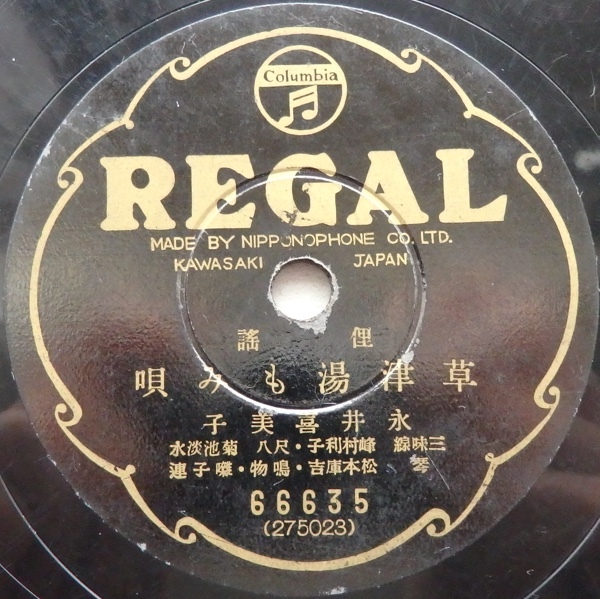 Columbia
REGAL
MADE BY NIPPONOPHONE CO. LTD.
KAWASAKI JAPAN
俚謠
草津湯もみ唄
永井喜美子
三味線 峰村利子・尺八 菊池淡水
琴 松本庫吉・鳴物・囃子連
66635
(275023)